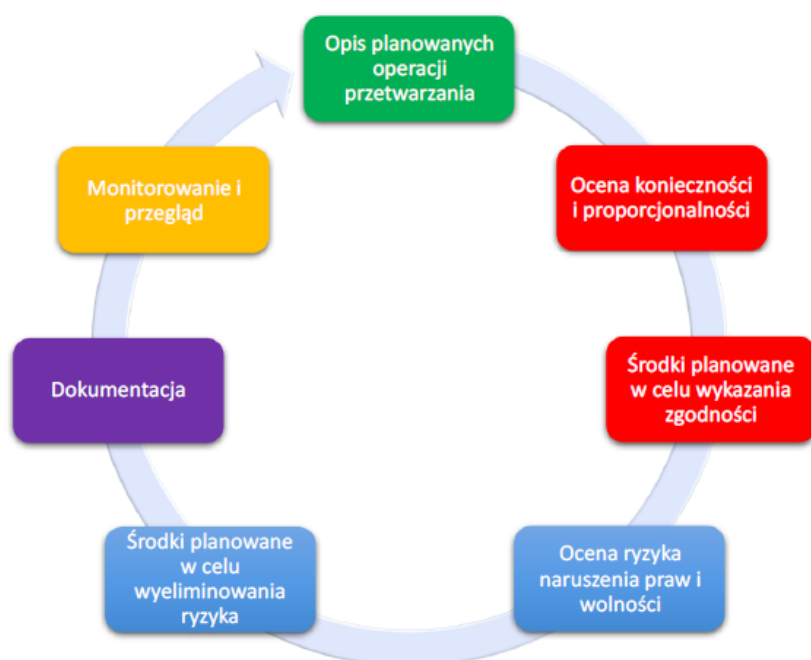 Opis planowanych
operacji
przetwarzania
Ocena konieczności
i proporcjonalności
Środki planowane
w celu wykazania
zgodności
Ocena ryzyka
naruszenia praw i
wolności
Środki planowane
w celu
wyeliminowania
ryzyka
Dokumentacja
Monitorowanie i
przegląd